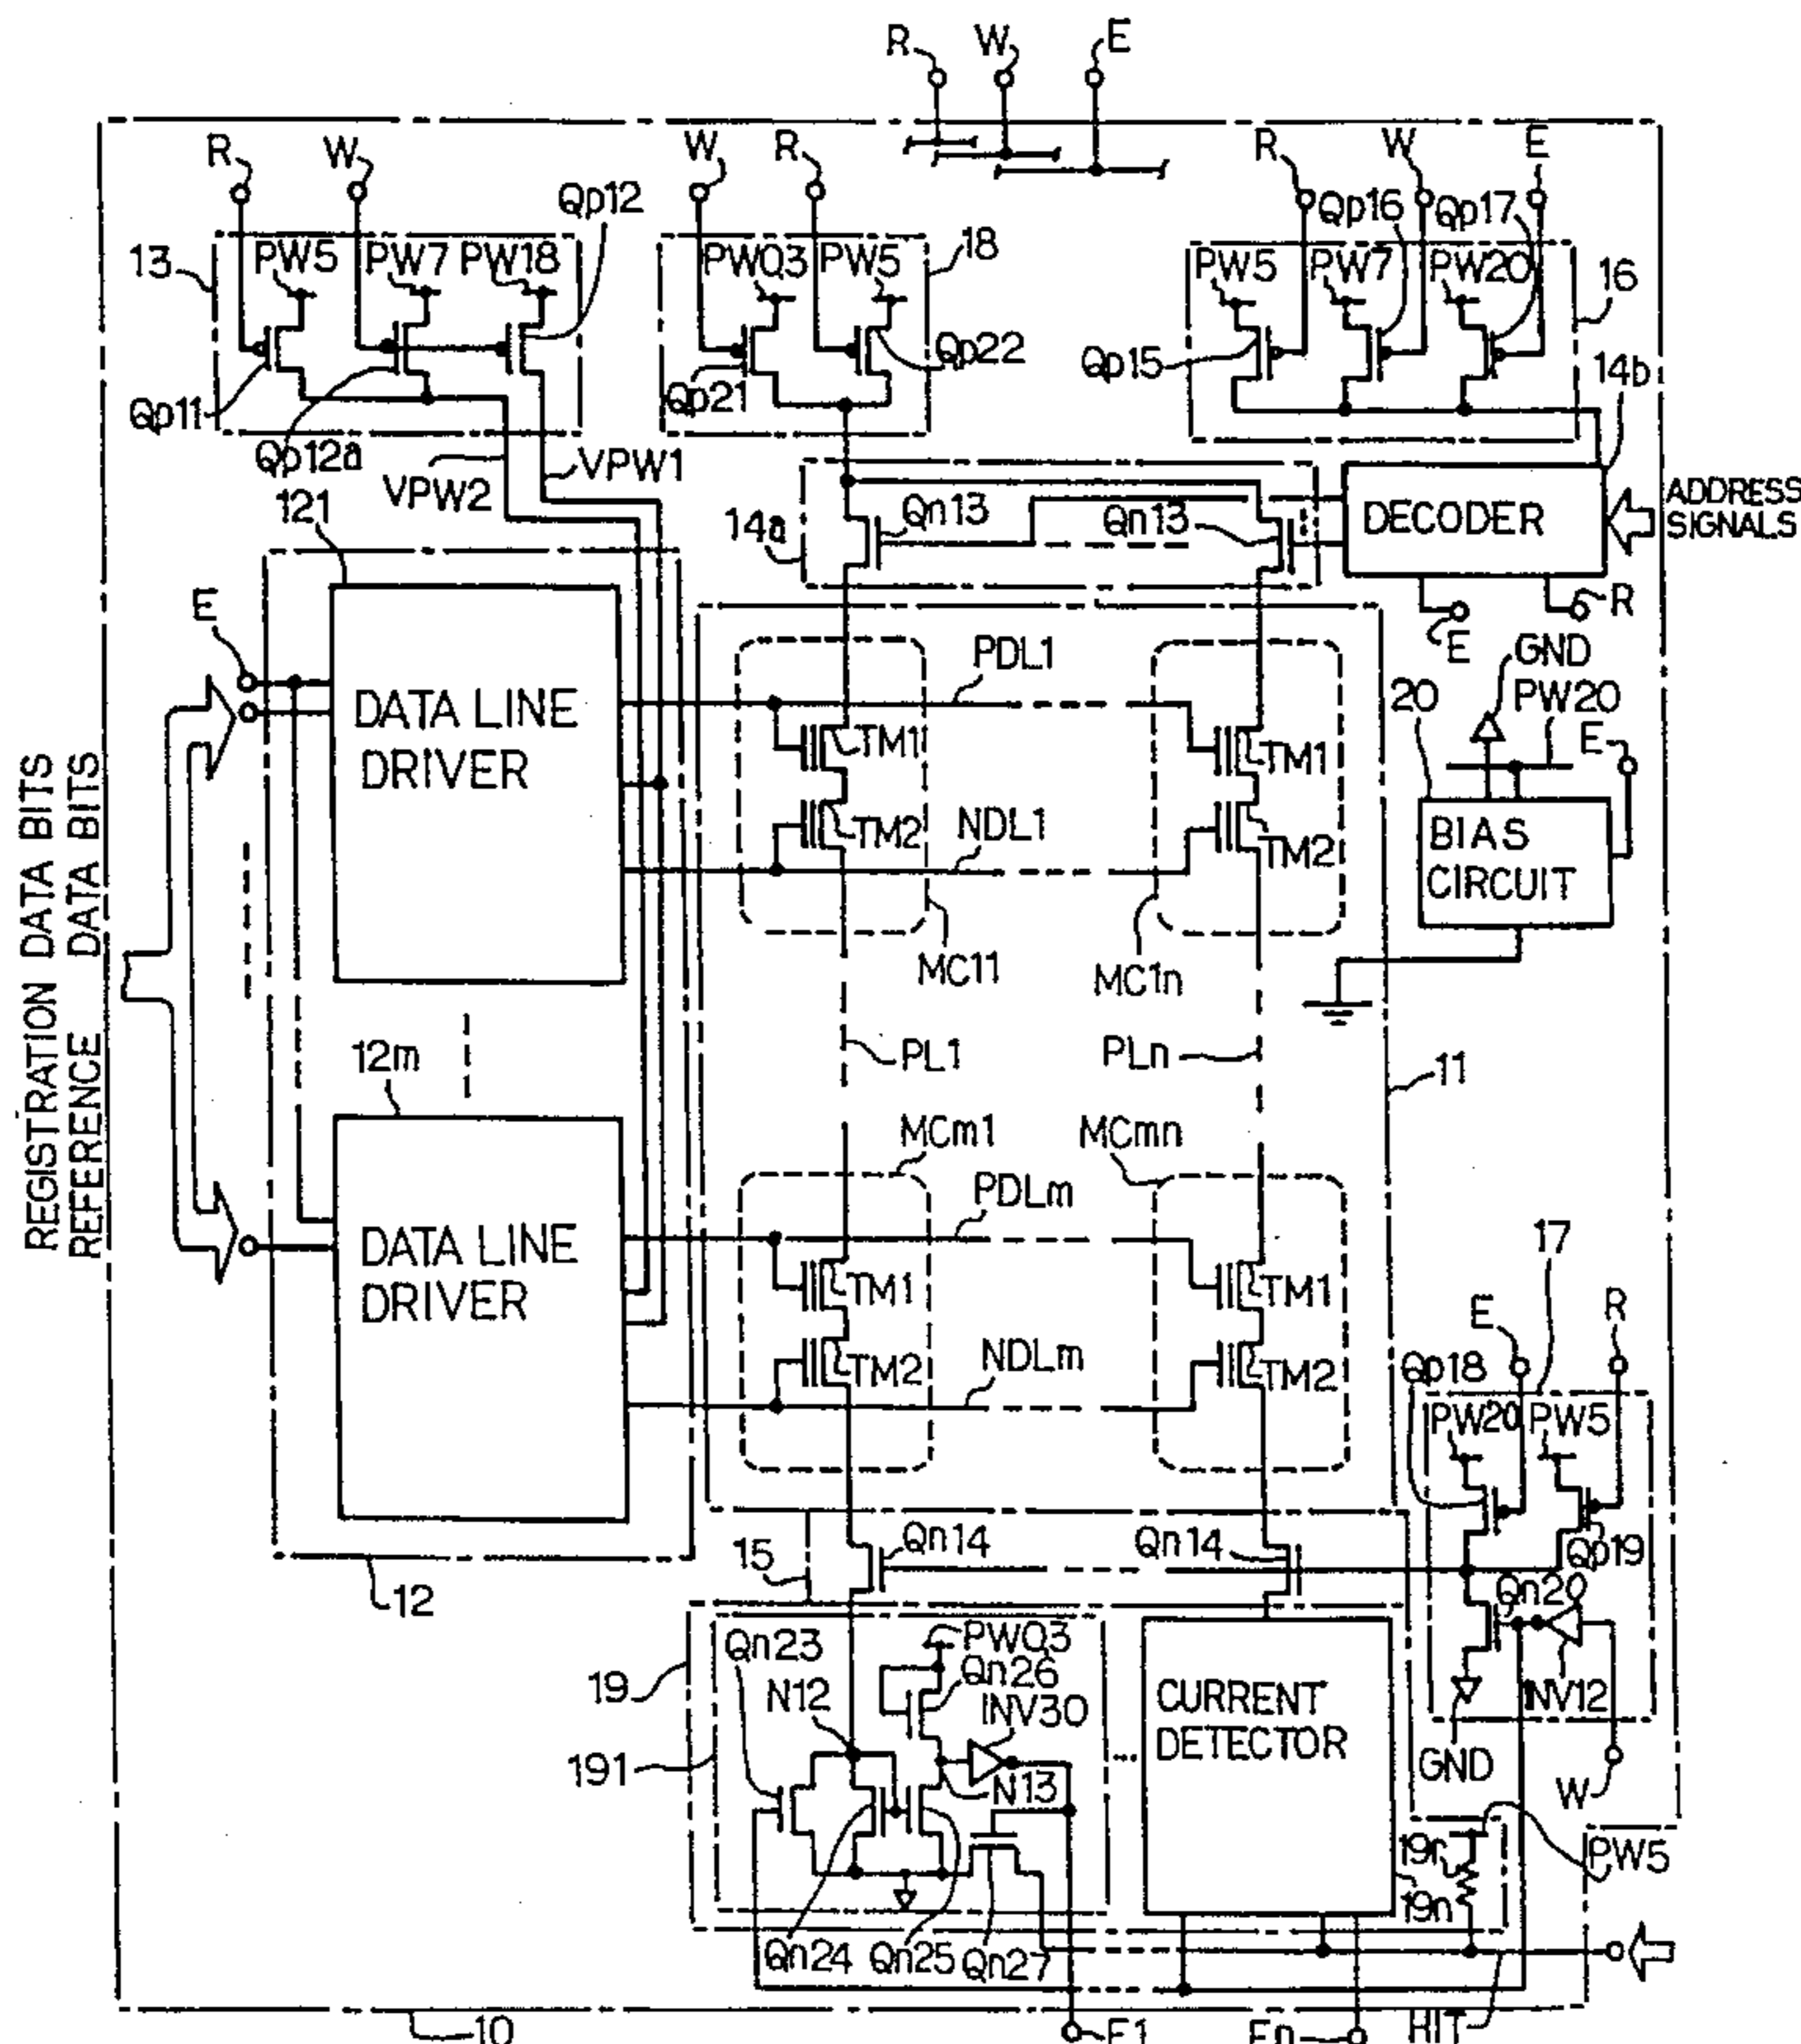 R W E
R W W R R W E
Qp12 Qp16 Qp17
13 PW5 PW7 PW18 PW0.3 PW5 18 PW5 PW7 PW20 16
Qp11 Qp12a Qp21 Qp22 Qp15 14b
VPW2 VPW1
121 14a Qn13 Qn13 DECODER ADDRESS
SIGNALS
E R
E
GND
20 PW20
E
DATA LINE
DRIVER
PDL1
TM1 TM1
TM2 NDL1 TM2
BIAS
CIRCUIT
MC11 MC1n
REGISTRATION DATA BITS
REFERENCE DATA BITS
12m PL1 PLn 11
MCm1 MCmn
DATA LINE
DRIVER
PDLm
TM1 TM1
TM2 NDLm TM2
17
E R
Qp18
PW20 PW5
Qp19
15 Qn14 Qn14
12
Qn20
Qn23 PW0.3
19 Qn26
N12 INV30
191
N13
CURRENT
DETECTOR
INV12
GND
W
19r PW5
19n
Qn24 Qn25 Qn27
10 F1 Fn HIT